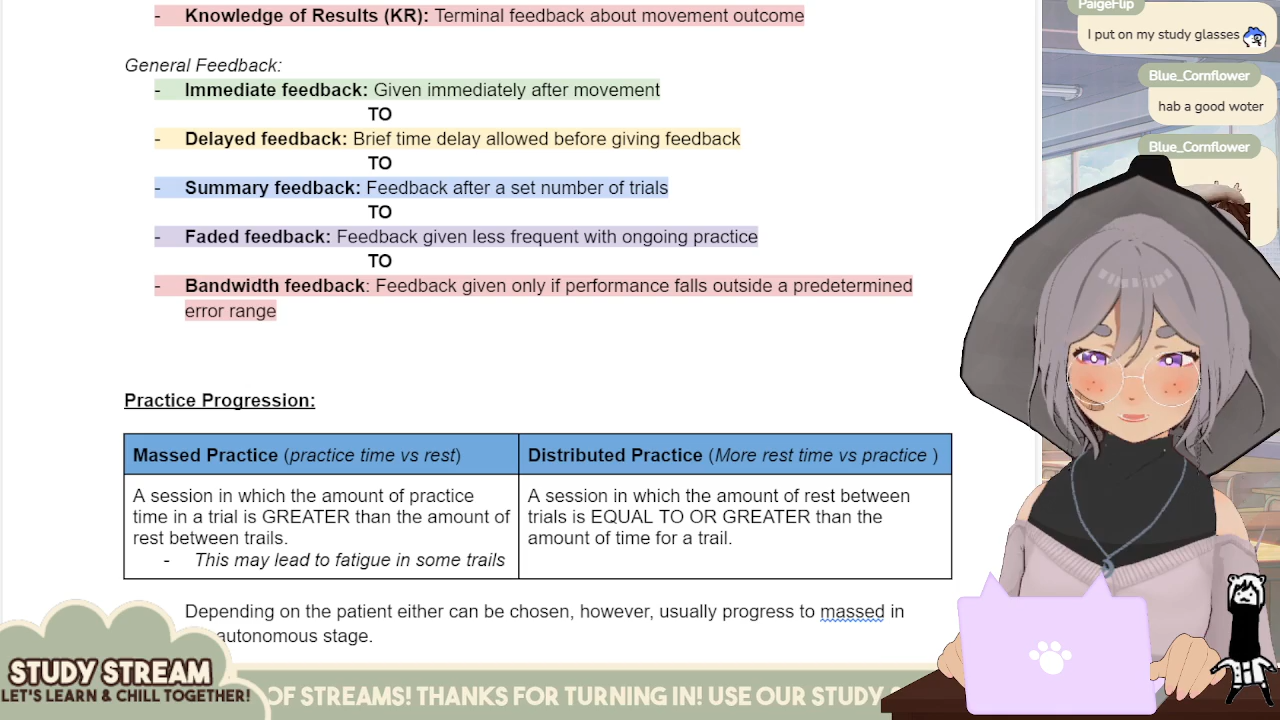 - Knowledge of Results (KR): Terminal feedback about movement outcome
General Feedback:
- Immediate feedback: Given immediately after movement
TO
- Delayed feedback: Brief time delay allowed before giving feedback
TO
- Summary feedback: Feedback after a set number of trials
TO
- Faded feedback: Feedback given less frequent with ongoing practice
TO
- Bandwidth feedback: Feedback given only if performance falls outside a predetermined
error range
Practice Progression:
Massed Practice (practice time vs rest)
A session in which the amount of practice
time in a trial is GREATER than the amount of
rest between trails.
- This may lead to fatigue in some trails
Distributed Practice (More rest time vs practice )
A session in which the amount of rest between
trials is EQUAL TO OR GREATER than the
amount of time for a trail.
Depending on the patient either can be chosen, however, usually progress to massed in
autonomous stage.
PaigeFlip
I put on my study glasses
Blue_Cornflower
hab a good woter
Blue_Cornflower
STUDY STREAM
LET'S LEARN & CHILL TOGETHER!
OF STREAMS! THANKS FOR TURNING IN! USE OUR STUDY